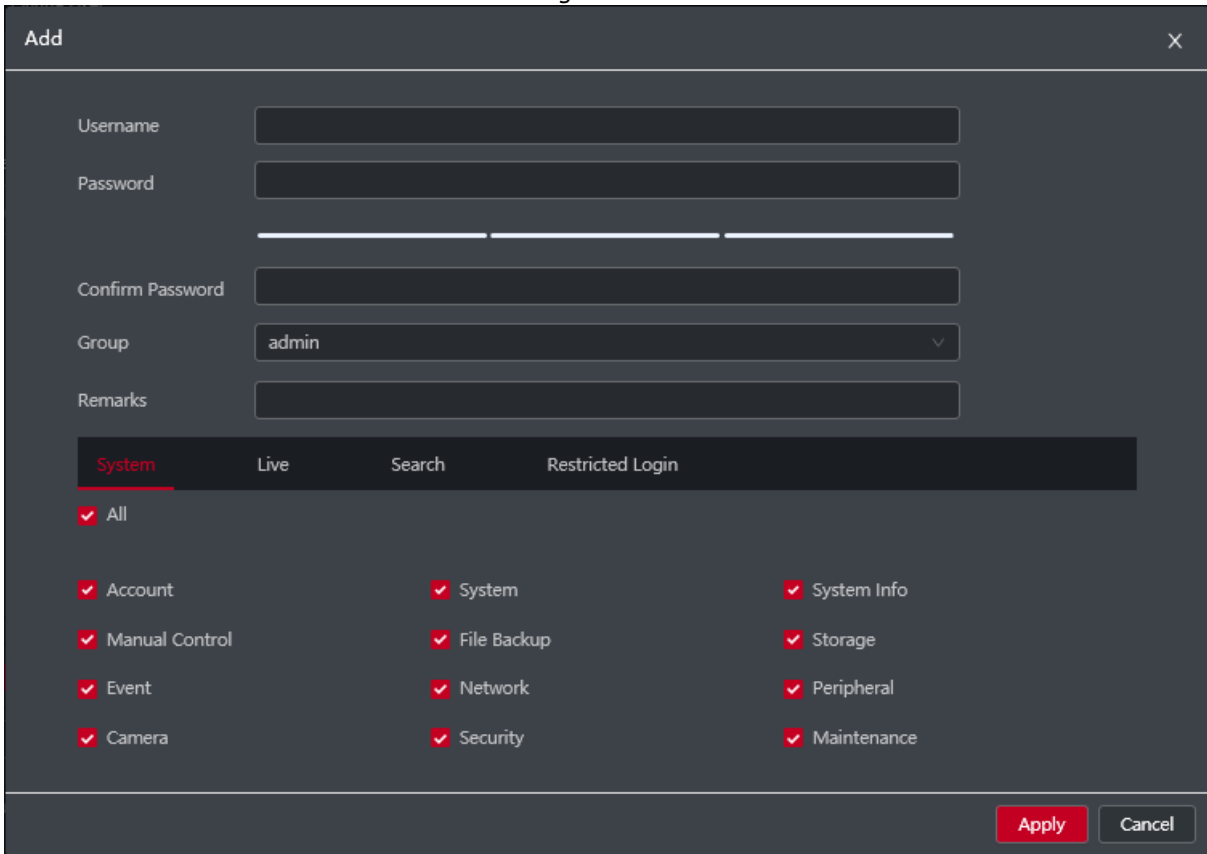 Add
X
Username
Password
Confirm Password
Group admin
Remarks
System Live Search Restricted Login
All
Account System System Info
Manual Control File Backup Storage
Event Network Peripheral
Camera Security Maintenance
Apply Cancel